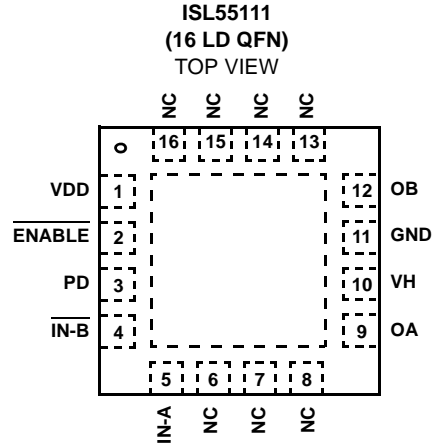 ISL55111
(16 LD QFN)
TOP VIEW
NC NC NC NC
16 15 14 13
VDD 1 12 OB
ENABLE 2 11 GND
PD 3 10 VH
IN-B 4 9 OA
5 6 7 8
IN-A NC NC NC